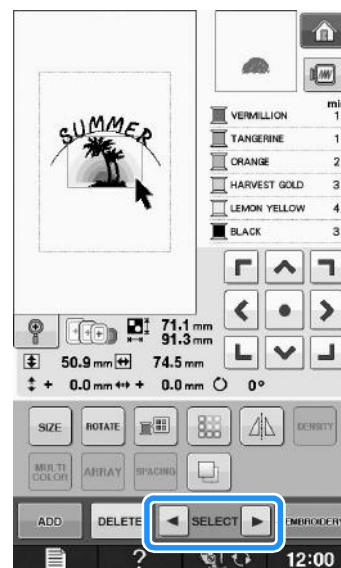 SUMMER
min
VERMILLION 1
TANGERINE 1
ORANGE 2
HARVEST GOLD 3
LEMON YELLOW 4
BLACK 3
71.1 mm
91.3 mm
50.9 mm 74.5 mm
+ 0.0 mm + 0.0 mm 0°
SIZE ROTATE DENSITY
MULTI COLOR ARRAY SPACING
ADD DELETE SELECT EMBROIDERY
? 12:00